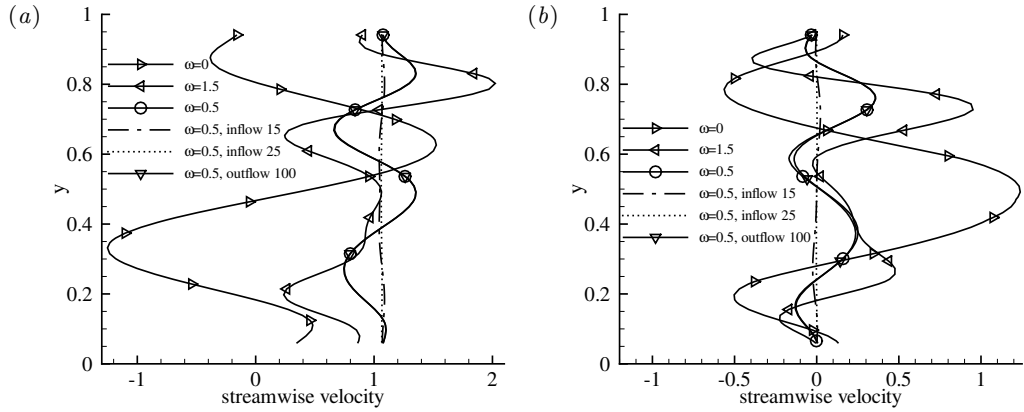 (a)
1
0.8
0.6
0.4
0.2
0
y
ω=0
ω=1.5
ω=0.5
ω=0.5, inflow 15
ω=0.5, inflow 25
ω=0.5, outflow 100
-1
0
1
2
streamwise velocity
(b)
1
0.8
0.6
0.4
0.2
0
y
ω=0
ω=1.5
ω=0.5
ω=0.5, inflow 15
ω=0.5, inflow 25
ω=0.5, outflow 100
-1
-0.5
0
0.5
1
streamwise velocity